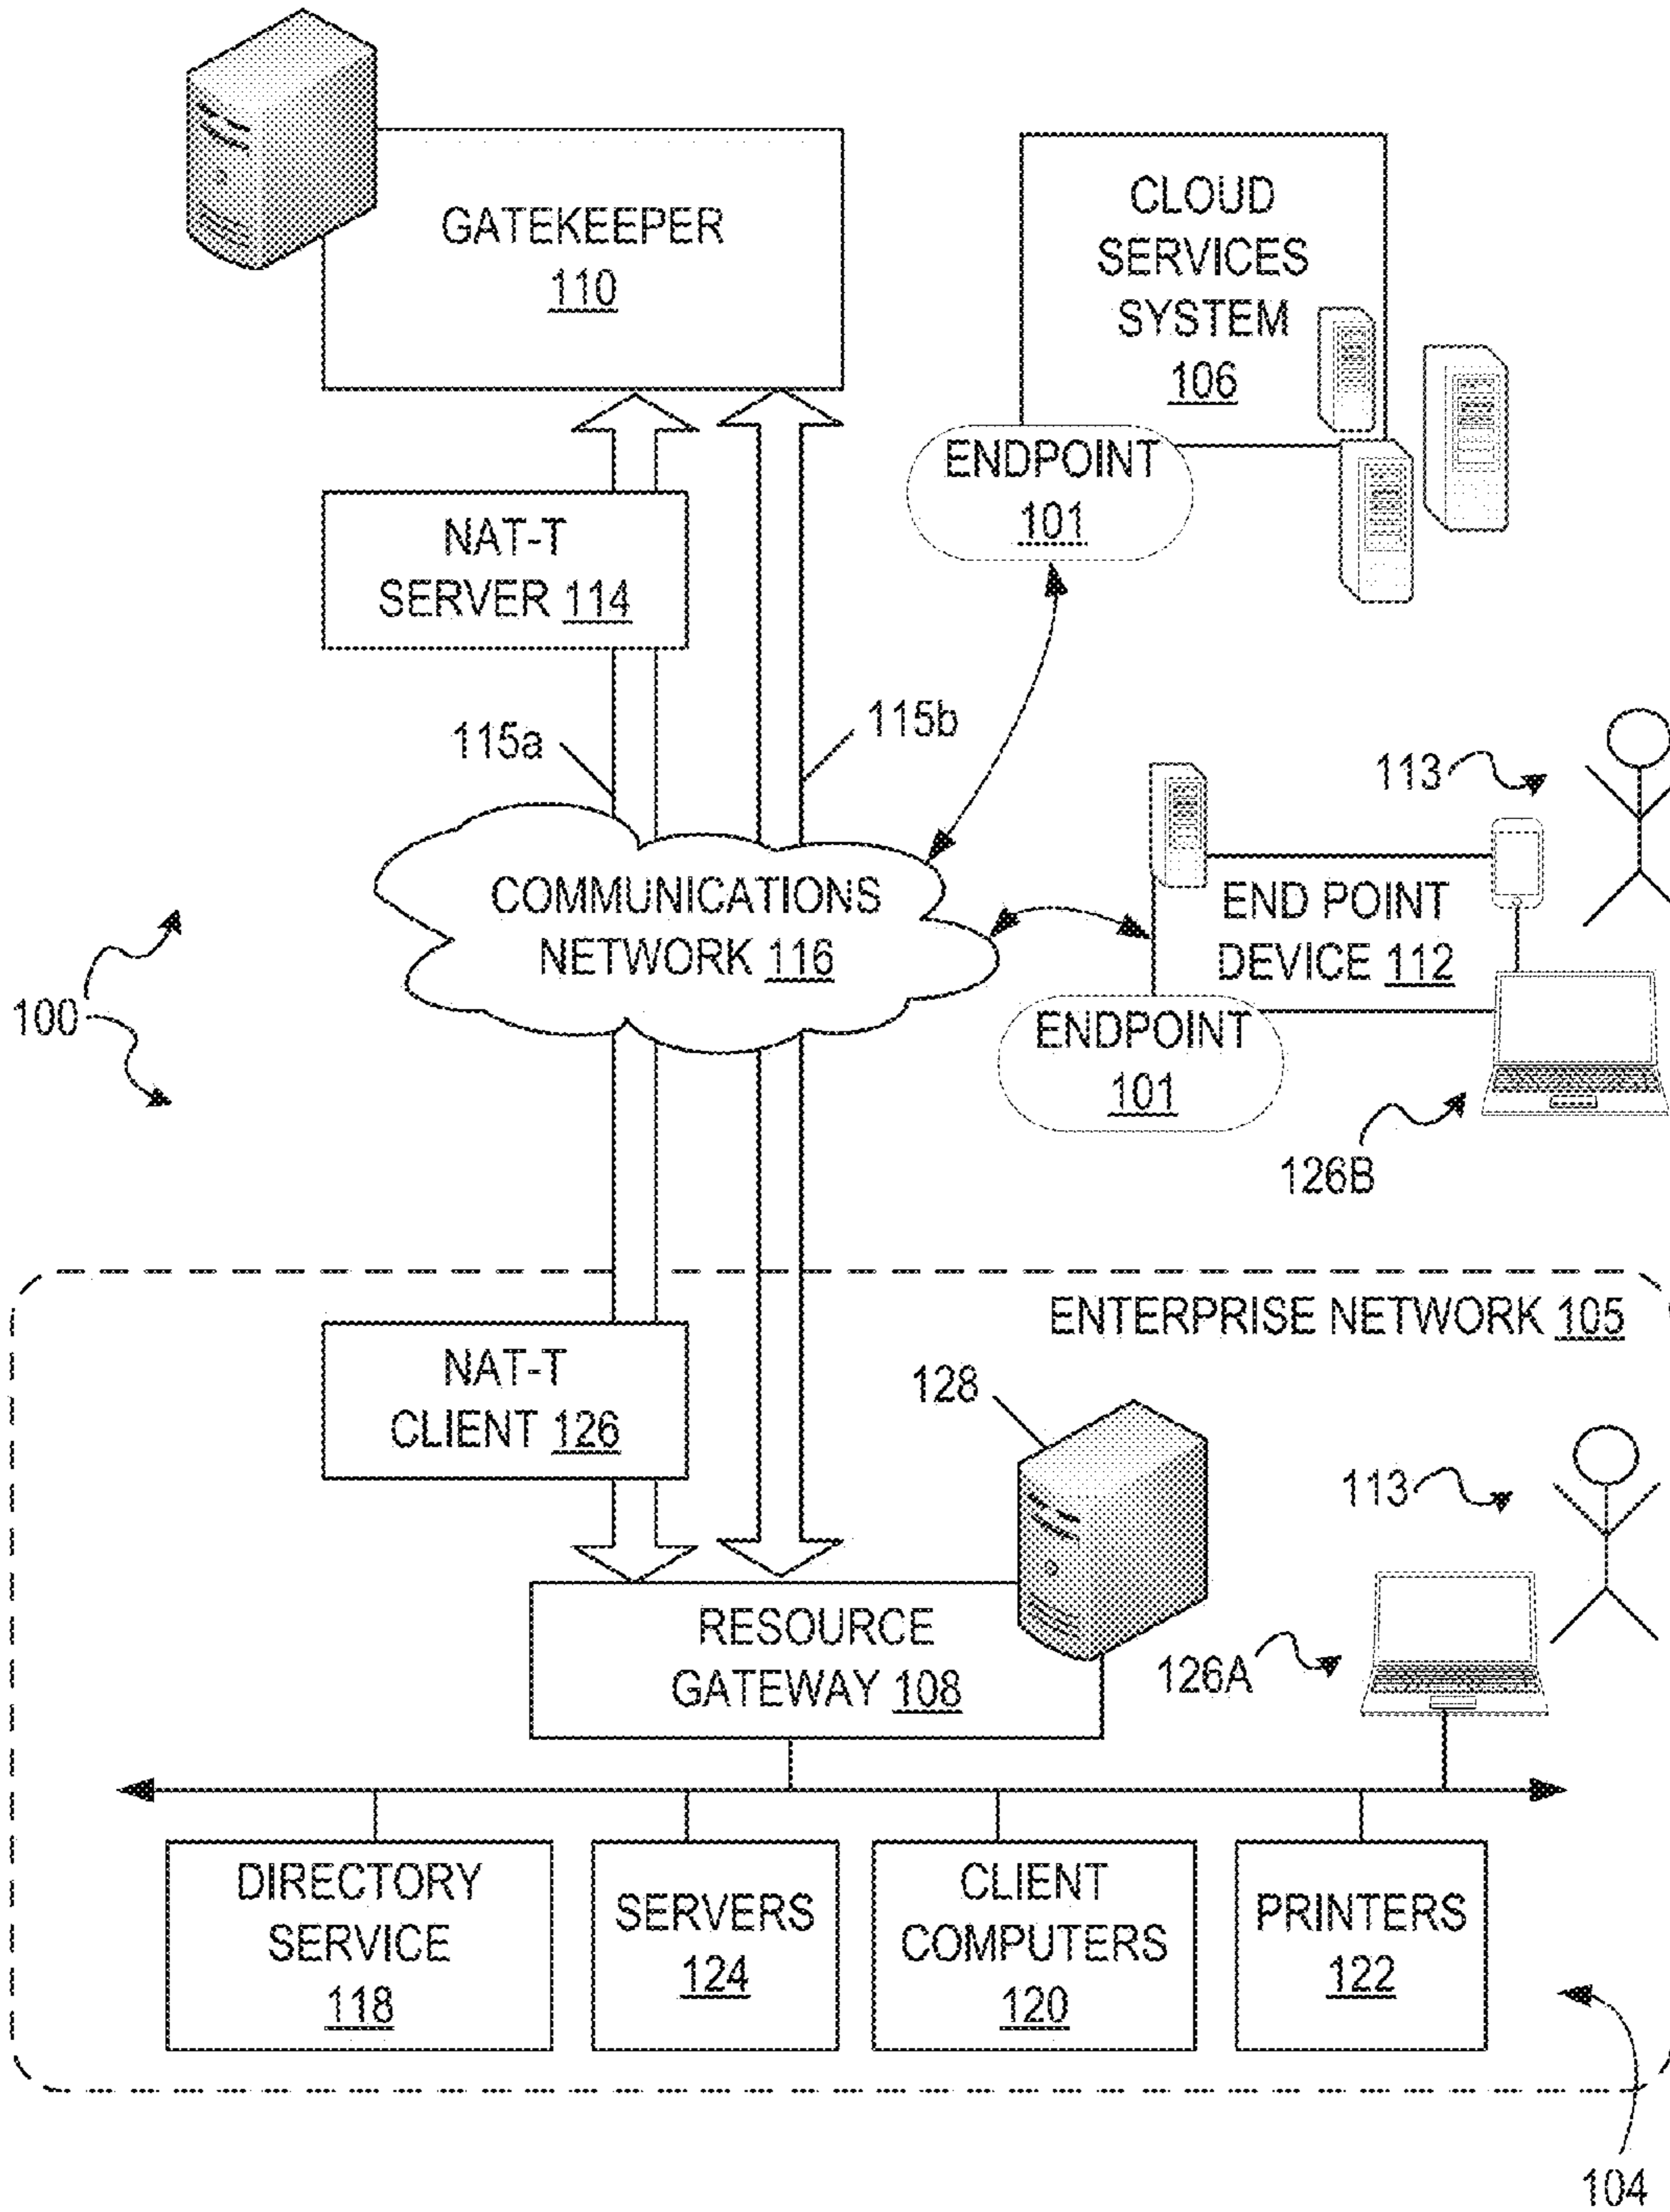 GATEKEEPER
110
CLOUD
SERVICES
SYSTEM
106
ENDPOINT
101
NAT-T
SERVER 114
115a
115b
113
COMMUNICATIONS
NETWORK 116
END POINT
DEVICE 112
100
ENDPOINT
101
126B
ENTERPRISE NETWORK 105
NAT-T
CLIENT 126
128
113
RESOURCE
GATEWAY 108
126A
DIRECTORY
SERVICE
118
SERVERS
124
CLIENT
COMPUTERS
120
PRINTERS
122
104